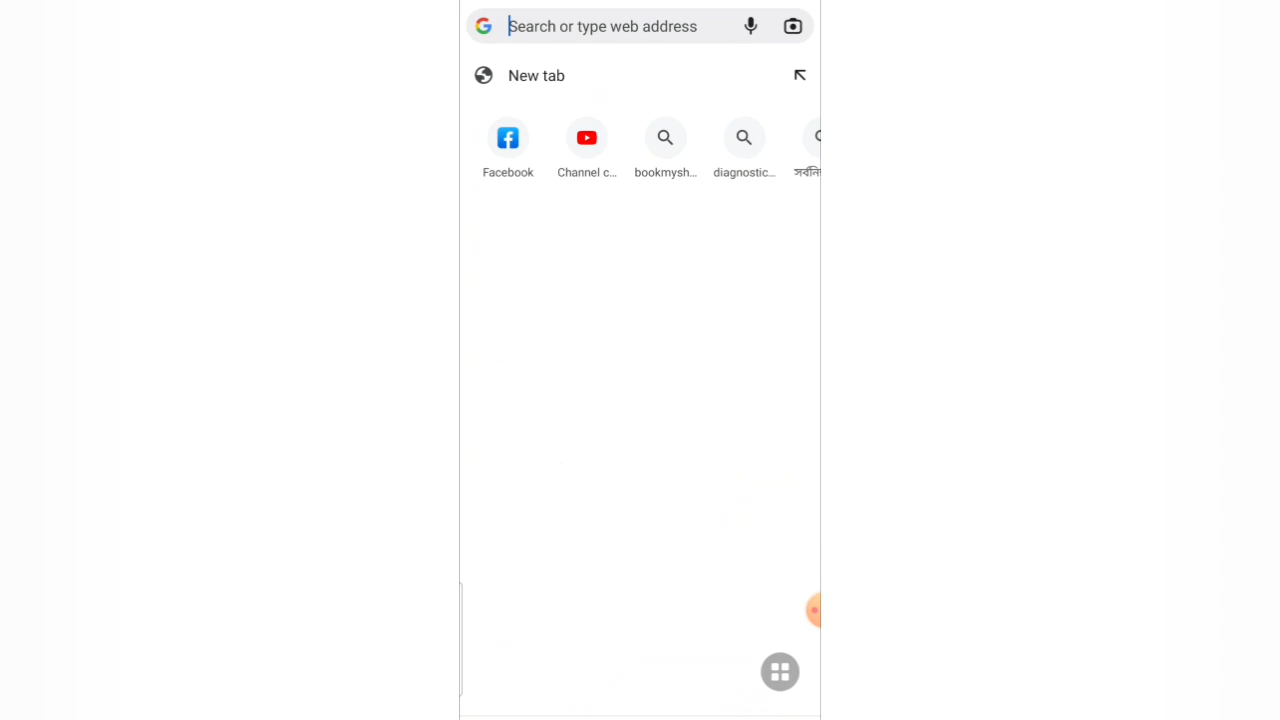 Search or type web address
New tab
Facebook
Channel c...
bookmysh...
diagnostic...